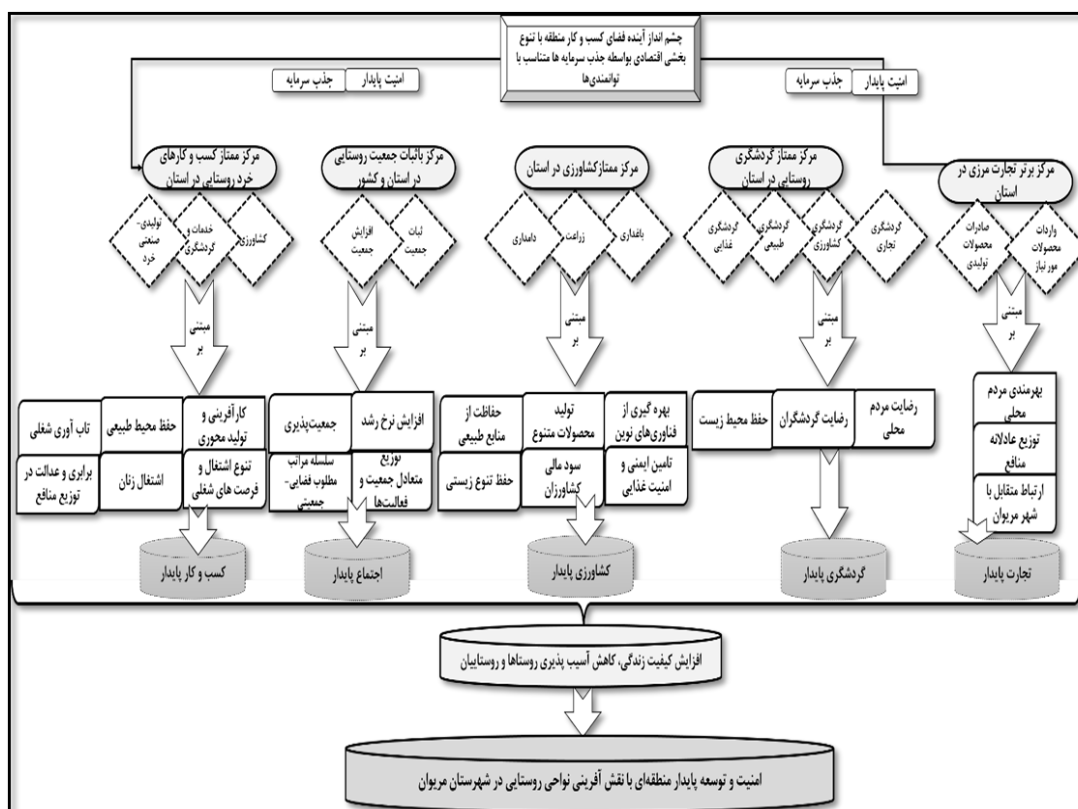 چشم انداز آینده فضای کسب و کار منطقه با تنوع
بخشی اقتصادی بواسطه جذب سرمایه ها متناسب با
توانمندی‌ها
امنیت پایدار
جذب سرمایه
امنیت پایدار
جذب سرمایه
مرکز برتر تجارت مرزی در
استان
مرکز ممتاز گردشگری
روستایی در استان
مرکز ممتازکشاورزی در استان
مرکز باثبات جمعیت روستایی
در استان و کشور
مرکز ممتاز کسب و کارهای
خرد روستایی در استان
واردات
محصولات
مور نیاز
صادرات
محصولات
تولیدی
گردشگری
تجاری
گردشگری
کشاورزی
گردشگری
طبیعی
گردشگری
غذایی
باغداری
زراعت
دامداری
ثبات
جمعیت
افزایش
جمعیت
کشاورزی
خدمات و
گردشگری
تولیدی-
صنعتی
خرد
مبتنی
بر
مبتنی
بر
مبتنی
بر
مبتنی
بر
مبتنی
بر
بهرمندی مردم
محلی
توزیع عادلانه
منافع
ارتباط متقابل با
شهر مریوان
رضایت مردم
محلی
رضایت گردشگران
حفظ محیط زیست
بهره گیری از
فناوری‌های نوین
تولید
محصولات متنوع
حفاظت از
منابع طبیعی
تامین ایمنی و
امنیت غذایی
سود مالی
کشاورزان
حفظ تنوع زیستی
افزایش نرخ رشد
جمعیت‌پذیری
توزیع
متعادل جمعیت و
فعالیت‌ها
سلسله مراتب
مطلوب فضایی-
جمعیتی
کارآفرینی و
تولید محوری
حفظ محیط طبیعی
تاب آوری شغلی
تنوع اشتغال و
فرصت های شغلی
اشتغال زنان
برابری و عدالت در
توزیع منافع
تجارت پایدار
گردشگری پایدار
کشاورزی پایدار
اجتماع پایدار
کسب و کار پایدار
افزایش کیفیت زندگی، کاهش آسیب پذیری روستاها و روستاییان
امنیت و توسعه پایدار منطقه‌ای با نقش آفرینی نواحی روستایی در شهرستان مریوان